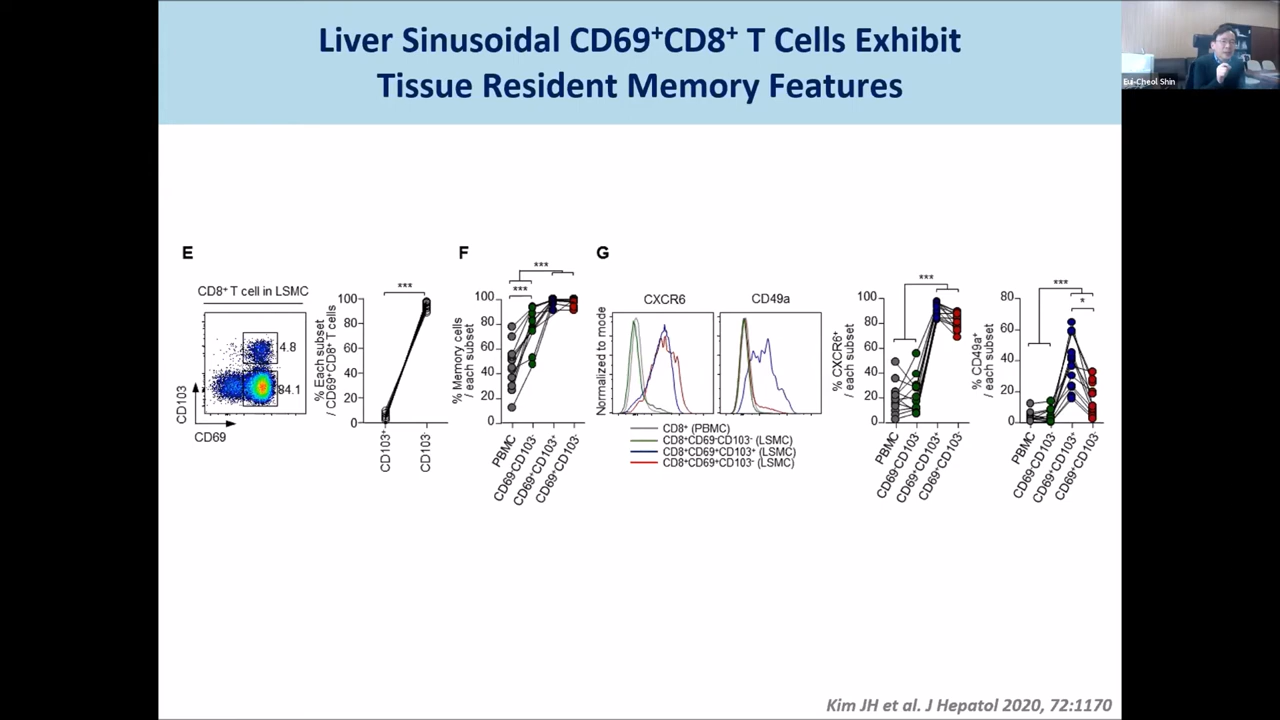 Liver Sinusoidal CD69⁺CD8⁺ T Cells Exhibit
Tissue Resident Memory Features
Eui-Cheol Shin
E
CD8⁺ T cell in LSMC
4.8
84.1
CD103
CD69
% Each subset
/ CD69⁺CD8⁺ T cells
100
80
60
40
20
0
***
CD103⁺
CD103⁻
F
% Memory cells
/ each subset
100
80
60
40
20
0
***
***
PBMC
CD69⁻CD103⁻
CD69⁺CD103⁺
CD69⁺CD103⁻
G
CXCR6
CD49a
Normalized to mode
CD8⁺ (PBMC)
CD8⁺CD69⁻CD103⁻ (LSMC)
CD8⁺CD69⁺CD103⁺ (LSMC)
CD8⁺CD69⁺CD103⁻ (LSMC)
% CXCR6⁺
/ each subset
100
80
60
40
20
0
***
PBMC
CD69⁻CD103⁻
CD69⁺CD103⁺
CD69⁺CD103⁻
% CD49a⁺
/ each subset
80
60
40
20
0
***
*
PBMC
CD69⁻CD103⁻
CD69⁺CD103⁺
CD69⁺CD103⁻
Kim JH et al. J Hepatol 2020, 72:1170